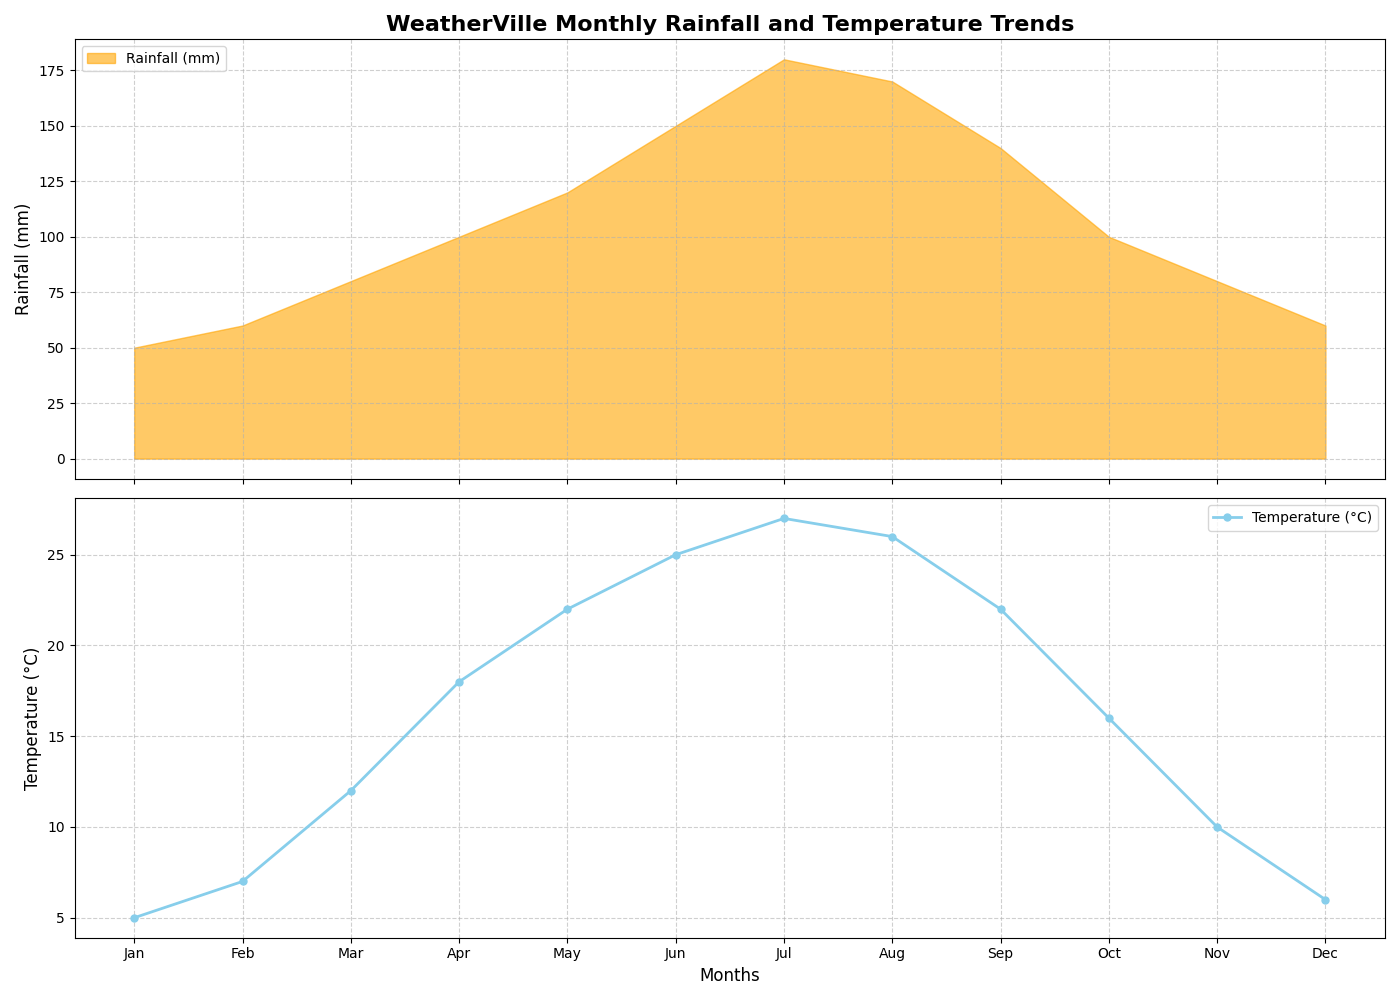 WeatherVille Monthly Rainfall and Temperature Trends
Rainfall (mm)
175
150
125
100
75
50
25
0
Rainfall (mm)
Temperature (°C)
25
20
15
10
5
Temperature (°C)
Jan Feb Mar Apr May Jun Jul Aug Sep Oct Nov Dec
Months